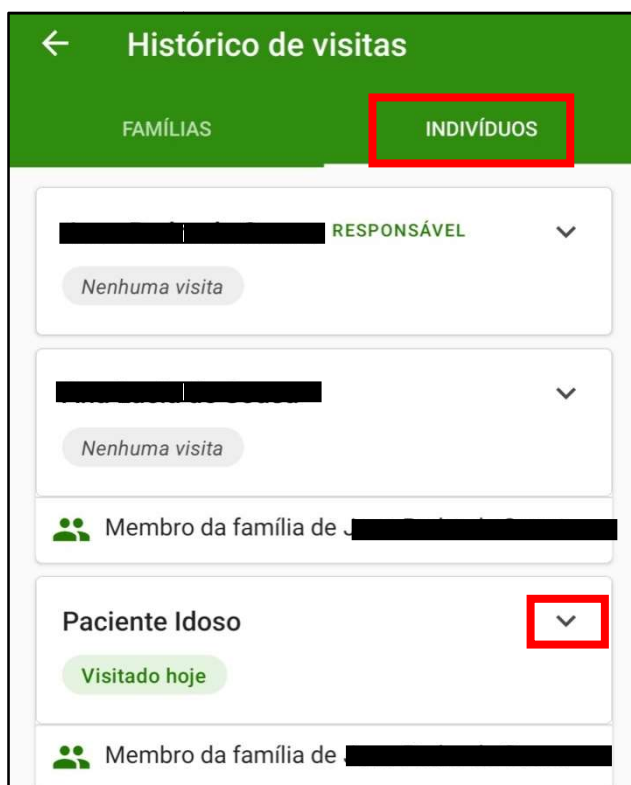 Histórico de visitas
FAMÍLIAS INDIVÍDUOS
RESPONSÁVEL
Nenhuma visita
Nenhuma visita
Membro da família de
Paciente Idoso
Visitado hoje
Membro da família de